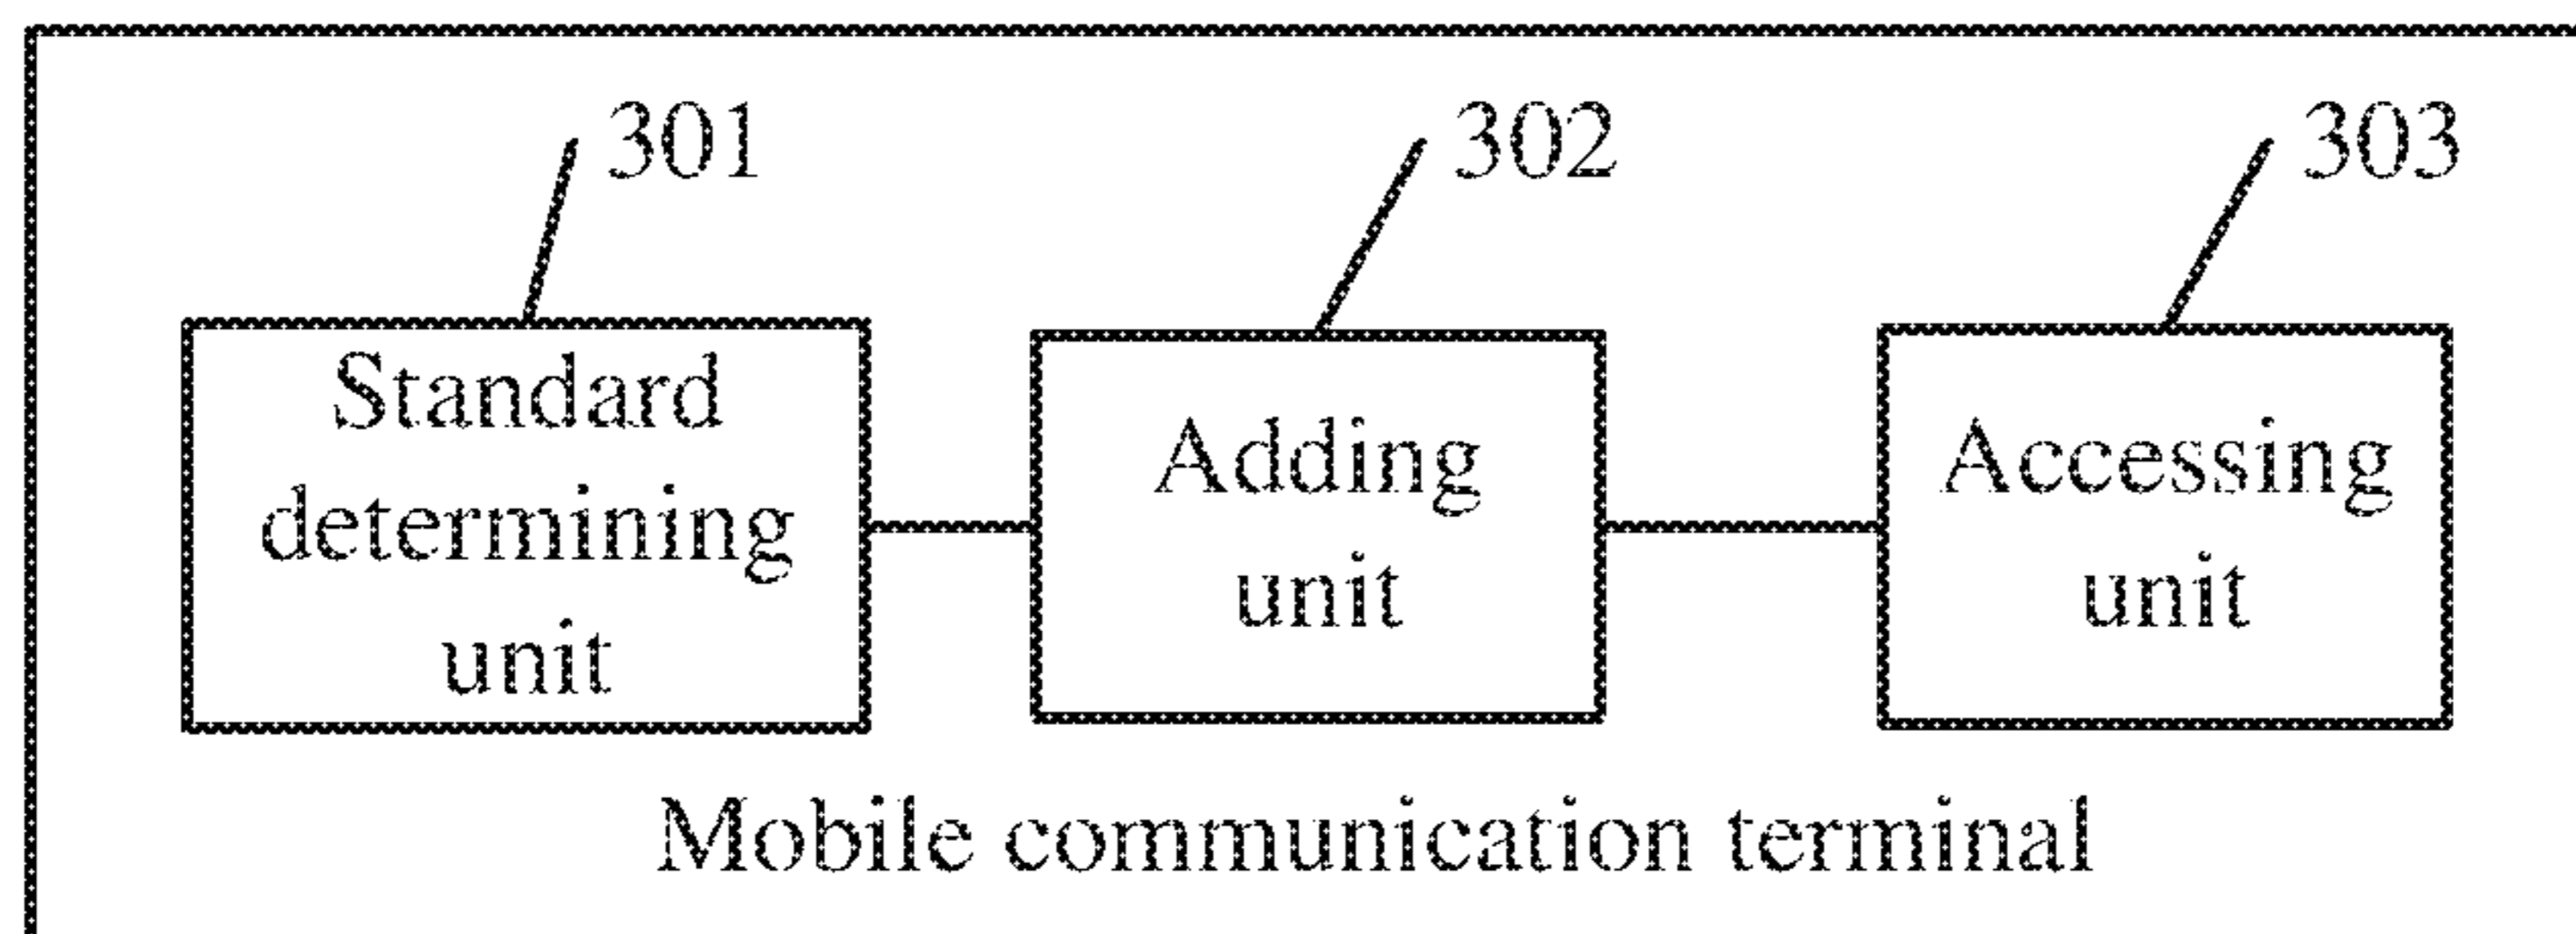 301
302
303
Standard
determining
unit
Adding
unit
Accessing
unit
Mobile communication terminal